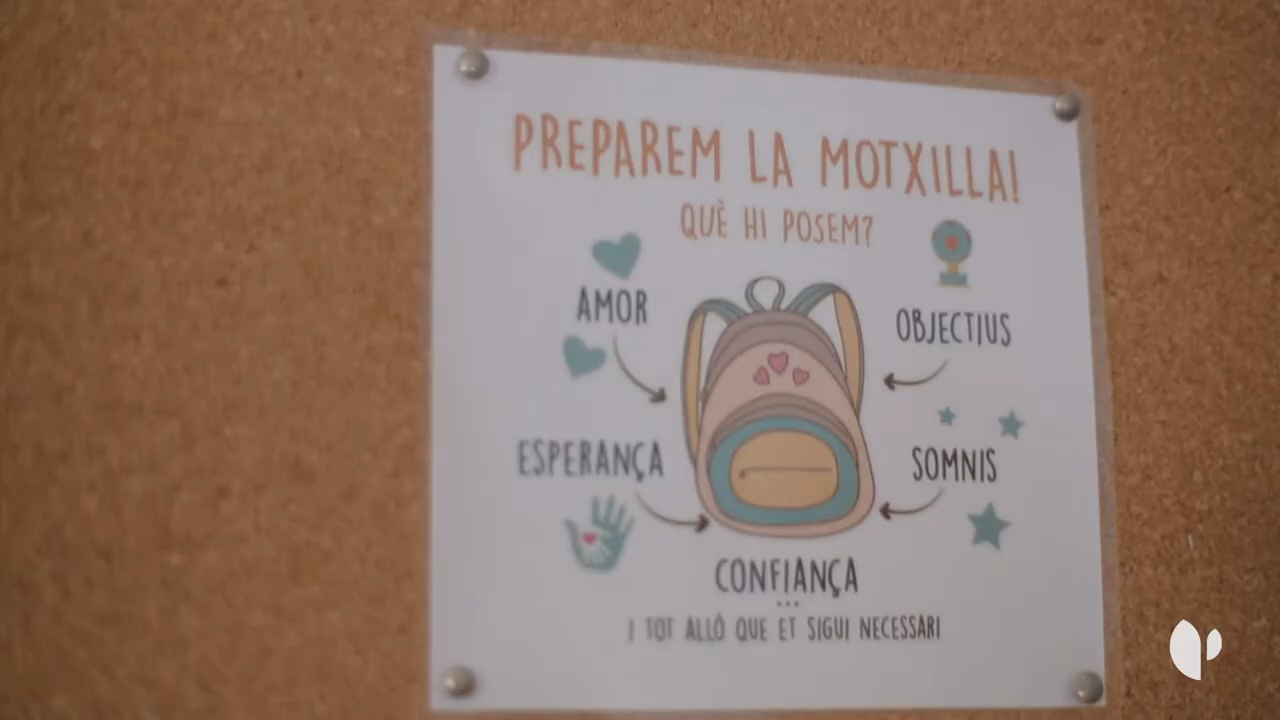 PREPAREM LA MOTXILLA!
QUÈ HI POSEM?
AMOR
OBJECTIUS
ESPERANÇA
SOMNIS
CONFIANÇA
...
I TOT ALLÒ QUE ET SIGUI NECESSARI